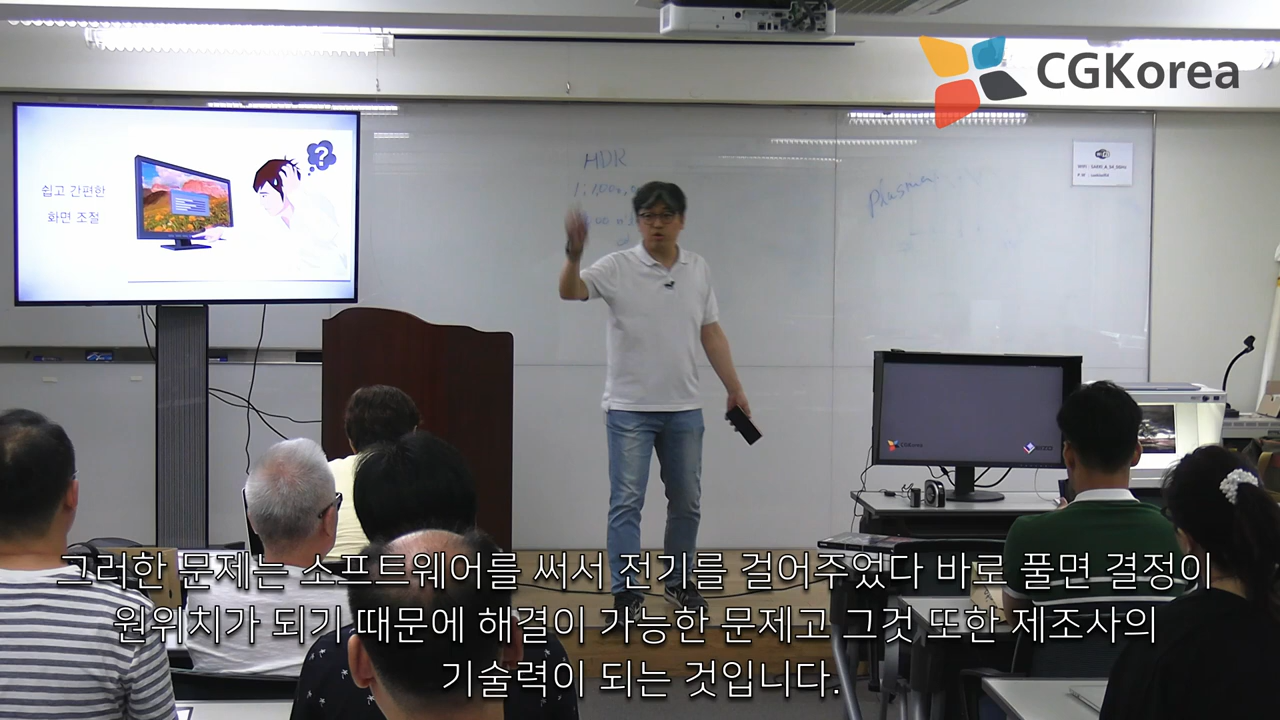 CGKorea
쉽고 간편한
화면 조절
?
HDR
Plasma
CGKorea
그러한 문제는 소프트웨어를 써서 전기를 걸어주었다 바로 풀면 결정이
원위치가 되기 때문에 해결이 가능한 문제고 그것 또한 제조사의
기술력이 되는 것입니다.